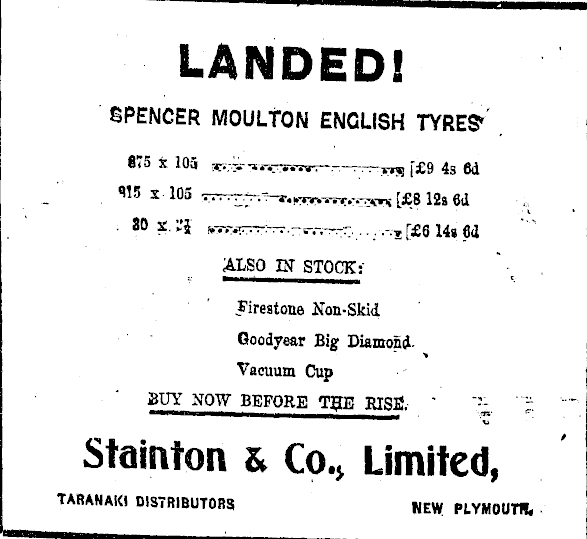 LANDED!
SPENCER MOULTON ENGLISH TYRES
875 x 105 [£9 4s 6d
915 x 105 [£8 12s 6d
30 x [£6 14s 6d
ALSO IN STOCK:
Firestone Non-Skid
Goodyear Big Diamond.
Vacuum Cup
BUY NOW BEFORE THE RISE.
Stainton & Co., Limited,
TARANAKI DISTRIBUTORS NEW PLYMOUTH.